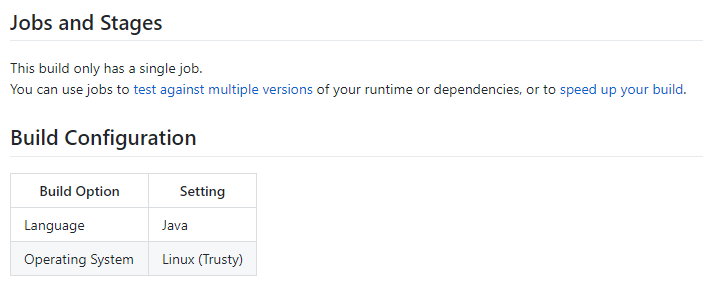 Jobs and Stages
This build only has a single job.
You can use jobs to test against multiple versions of your runtime or dependencies, or to speed up your build.
Build Configuration
Build Option Setting
Language Java
Operating System Linux (Trusty)